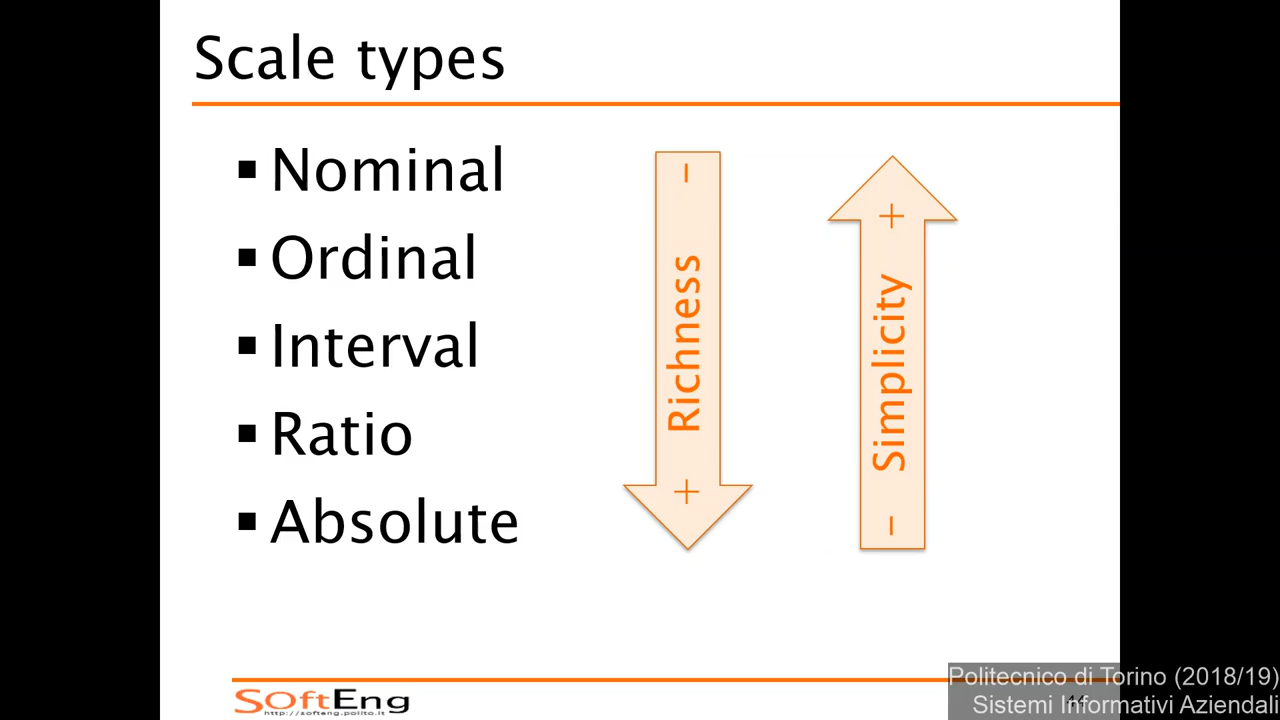 Scale types
▪ Nominal
▪ Ordinal
▪ Interval
▪ Ratio
▪ Absolute
–
Richness
+
+
Simplicity
–
SoftEng
http://softeng.polito.it
Politecnico di Torino (2018/19)
Sistemi Informativi Aziendali